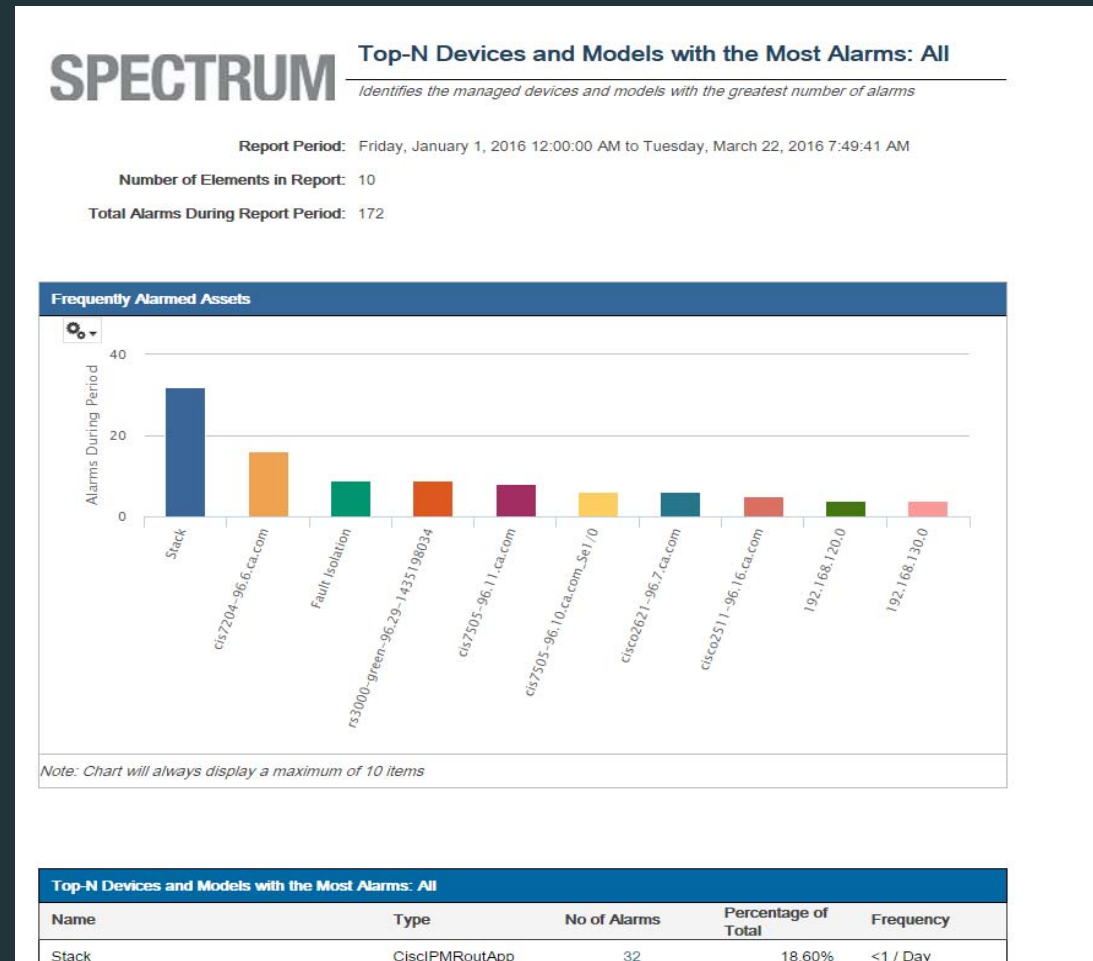 SPECTRUM
Top-N Devices and Models with the Most Alarms: All
Identifies the managed devices and models with the greatest number of alarms
Report Period: Friday, January 1, 2016 12:00:00 AM to Tuesday, March 22, 2016 7:49:41 AM
Number of Elements in Report: 10
Total Alarms During Report Period: 172
Frequently Alarmed Assets
Alarms During Period
40
20
0
Stack
cis7204-96.6.ca.com
Fault Isolation
rs3000-green-96.29-1435198034
cis7505-96.11.ca.com
cis7505-96.10.ca.com_Se1/0
cisco2621-96.7.ca.com
cisco2511-96.16.ca.com
192.168.120.0
192.168.130.0
Note: Chart will always display a maximum of 10 items
Top-N Devices and Models with the Most Alarms: All
Name Type No of Alarms Percentage of Total Frequency
Stack CiscIPMRoutApp 32 18.60% <1 / Day